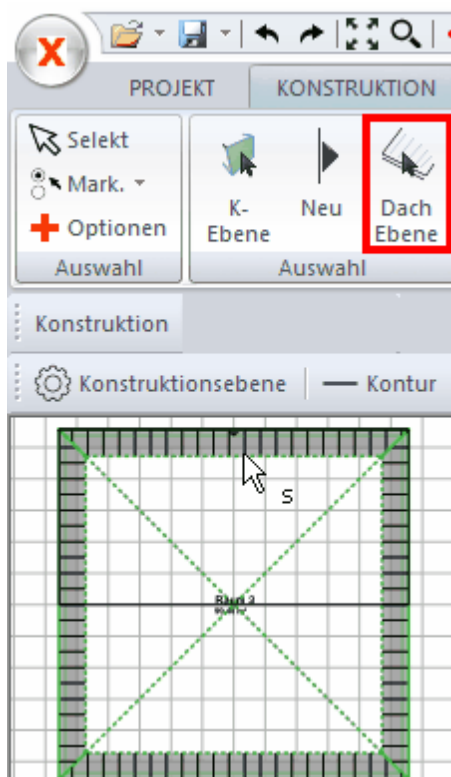 X
PROJEKT KONSTRUKTION
Selekt
Mark.
Optionen
K-
Ebene
Neu
Dach
Ebene
Auswahl
Auswahl
Konstruktion
Konstruktionsebene Kontur
S